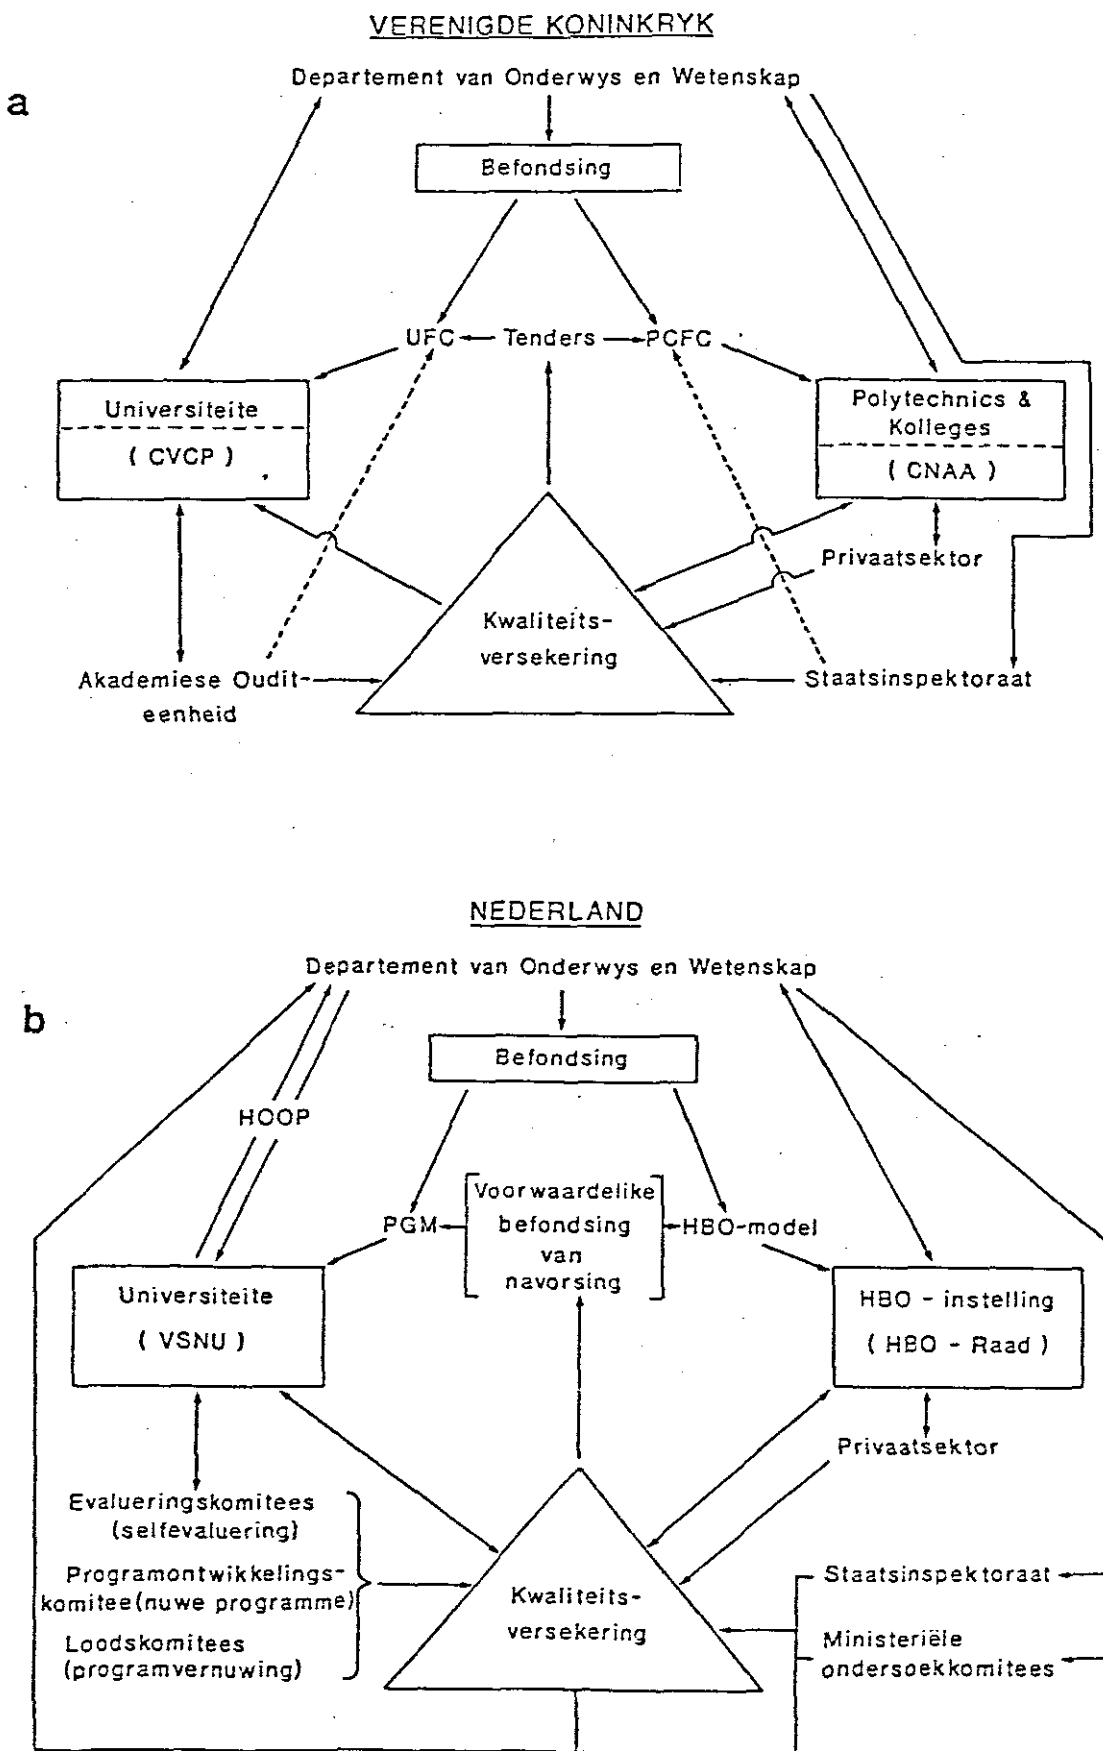 VERENIGDE KONINKRYK
Departement van Onderwys en Wetenskap
a
Befondsing
UFC
Tenders
PCFC
Universiteite
( CVCP )
Polytechnics &
Kolleges
( CNAA )
Privaatsektor
Kwaliteits-
versekering
Akademiese Oudit-
eenheid
Staatsinspektoraat
NEDERLAND
Departement van Onderwys en Wetenskap
b
Befondsing
HOOP
Voorwaardelike
befondsing
van
navorsing
PGM
HBO-model
Universiteite
( VSNU )
HBO - instelling
( HBO - Raad )
Privaatsektor
Evalueringskomitees
(selfevaluering)
Programontwikkelings-
komitee(nuwe programme)
Loodskomitees
(programvernuwing)
Kwaliteits-
versekering
Staatsinspektoraat
Ministeriële
ondersoekkomitees